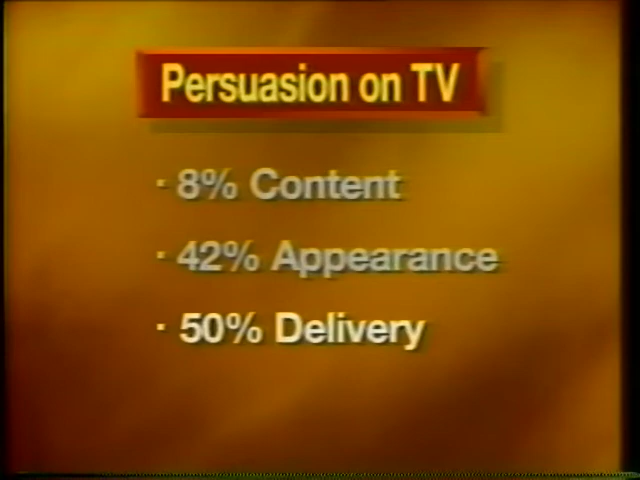 Persuasion on TV
· 8% Content
· 42% Appearance
· 50% Delivery